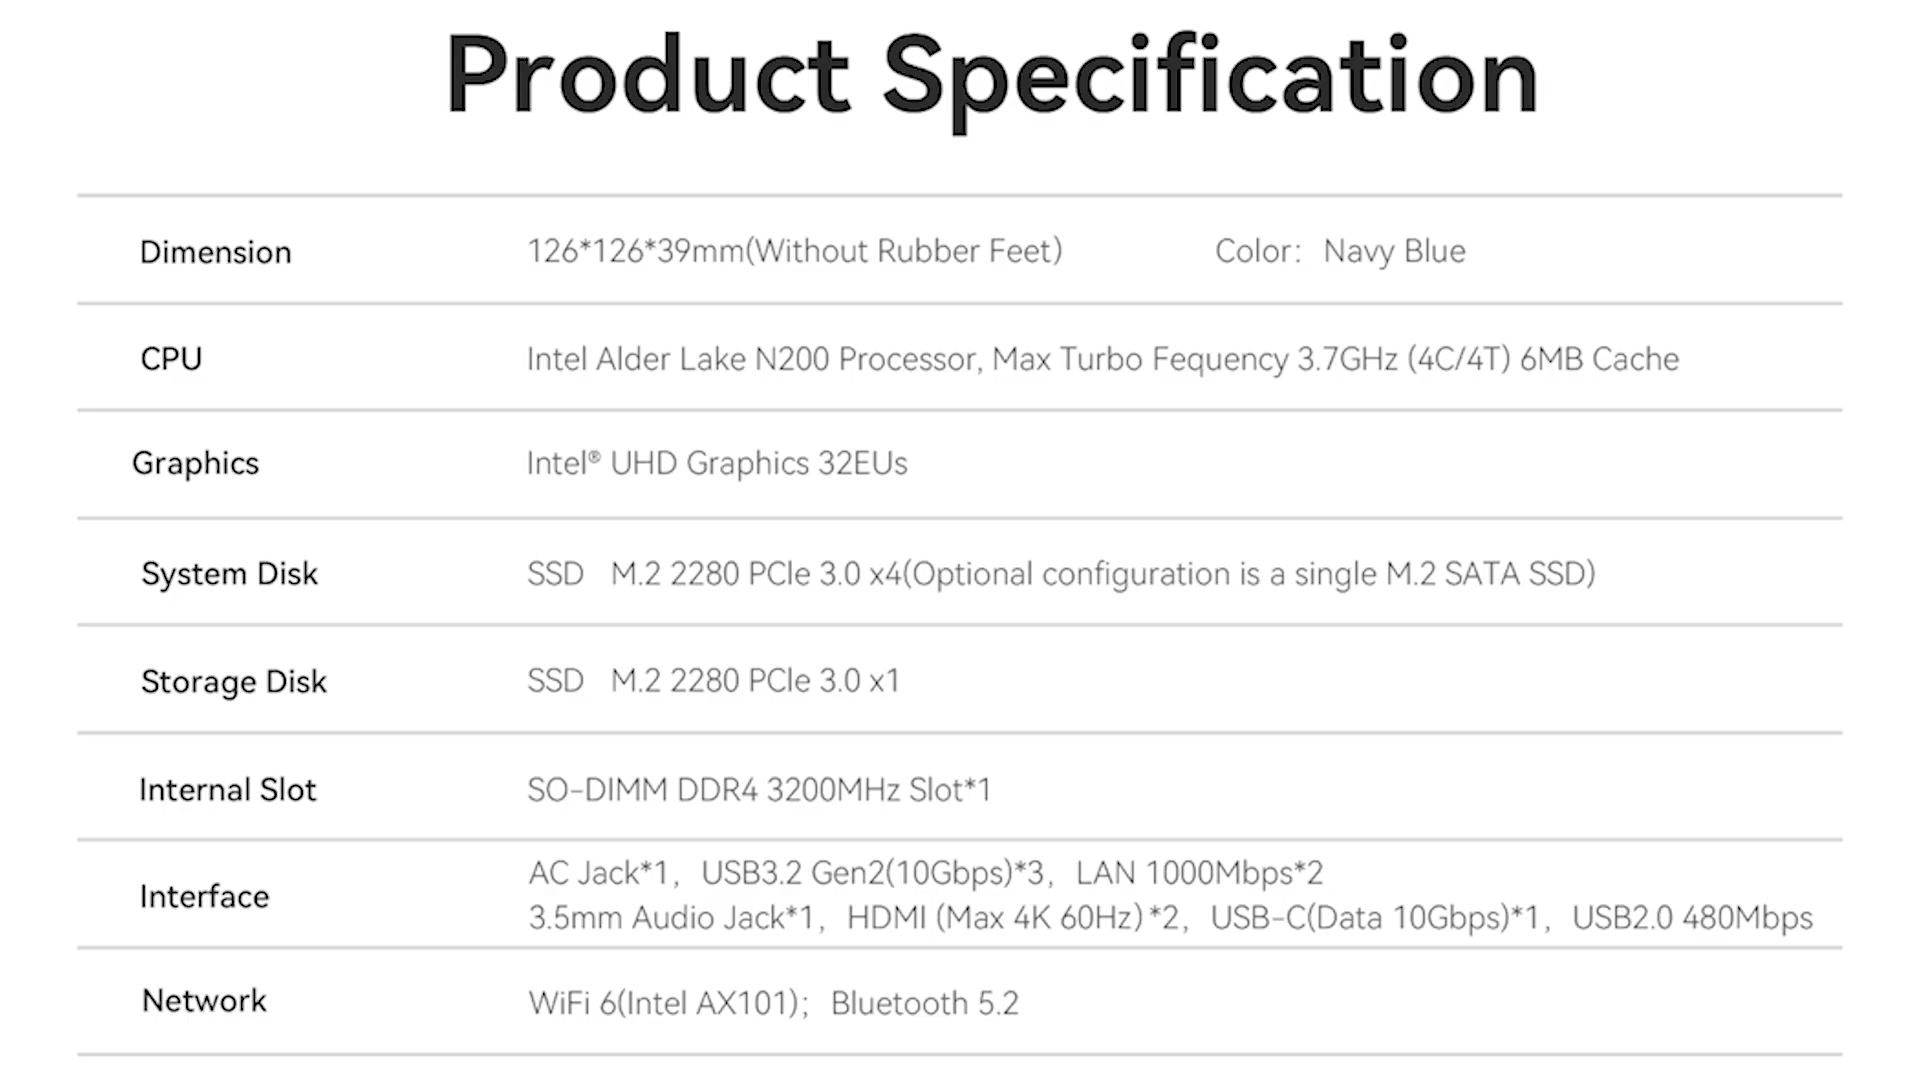 Product Specification
Dimension 126*126*39mm(Without Rubber Feet) Color: Navy Blue
CPU Intel Alder Lake N200 Processor, Max Turbo Fequency 3.7GHz (4C/4T) 6MB Cache
Graphics Intel® UHD Graphics 32EUs
System Disk SSD M.2 2280 PCle 3.0 x4(Optional configuration is a single M.2 SATA SSD)
Storage Disk SSD M.2 2280 PCle 3.0 x1
Internal Slot SO-DIMM DDR4 3200MHz Slot*1
Interface
AC Jack*1, USB3.2 Gen2(10Gbps)*3, LAN 1000Mbps*2
3.5mm Audio Jack*1, HDMI (Max 4K 60Hz)*2, USB-C(Data 10Gbps)*1, USB2.0 480Mbps
Network WiFi 6(Intel AX101); Bluetooth 5.2